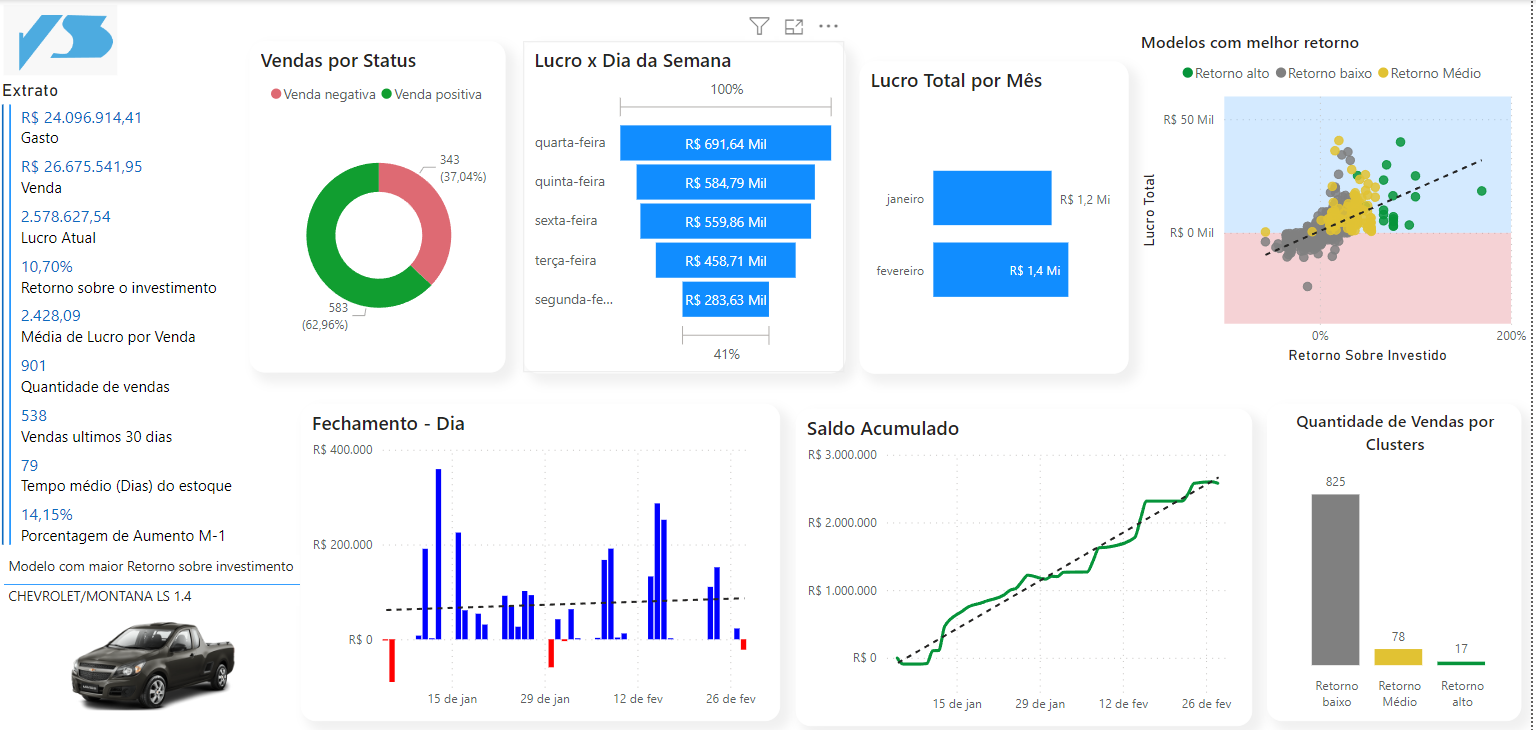 Extrato
R$ 24.096.914,41
Gasto
R$ 26.675.541,95
Venda
2.578.627,54
Lucro Atual
10,70%
Retorno sobre o investimento
2.428,09
Média de Lucro por Venda
901
Quantidade de vendas
538
Vendas ultimos 30 dias
79
Tempo médio (Dias) do estoque
14,15%
Porcentagem de Aumento M-1
Modelo com maior Retorno sobre investimento
CHEVROLET/MONTANA LS 1.4
Vendas por Status
Venda negativa Venda positiva
343
(37,04%)
583
(62,96%)
Lucro x Dia da Semana
100%
quarta-feira R$ 691,64 Mil
quinta-feira R$ 584,79 Mil
sexta-feira R$ 559,86 Mil
terça-feira R$ 458,71 Mil
segunda-fe... R$ 283,63 Mil
41%
Lucro Total por Mês
janeiro R$ 1,2 Mi
fevereiro R$ 1,4 Mi
Modelos com melhor retorno
Retorno alto Retorno baixo Retorno Médio
Lucro Total
R$ 50 Mil
R$ 0 Mil
0% 200%
Retorno Sobre Investido
Fechamento - Dia
R$ 400.000
R$ 200.000
R$ 0
15 de jan 29 de jan 12 de fev 26 de fev
Saldo Acumulado
R$ 3.000.000
R$ 2.000.000
R$ 1.000.000
R$ 0
15 de jan 29 de jan 12 de fev 26 de fev
Quantidade de Vendas por
Clusters
825
78
17
Retorno baixo
Retorno Médio
Retorno alto